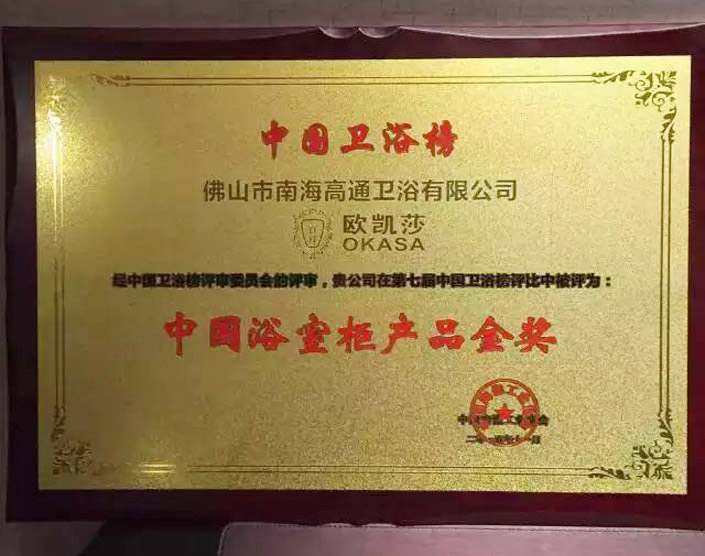 中国卫浴榜
佛山市南海高通卫浴有限公司
欧凯莎
OKASA
经中国卫浴榜评审委员会的评审，贵公司在第七届中国卫浴榜评比中被评为：
中国浴室柜产品金奖